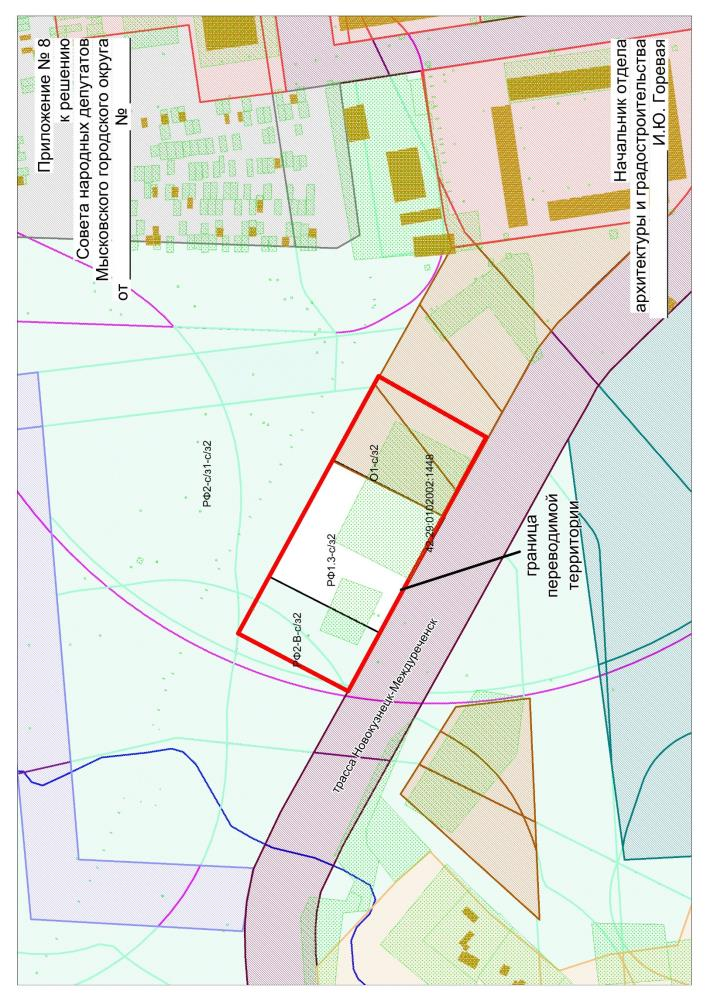 Приложение № 8
к решению
Совета народных депутатов
Мысковского городского округа
от №
РФ2-с/з1-с/з2
О1-с/з2
42:29:0102002:1448
РФ1.3-с/з2
РФ2-В-с/з2
граница
переводимой
территории
трасса Новокузнецк-Междуреченск
Начальник отдела
архитектуры и градостроительства
И.Ю. Горевая